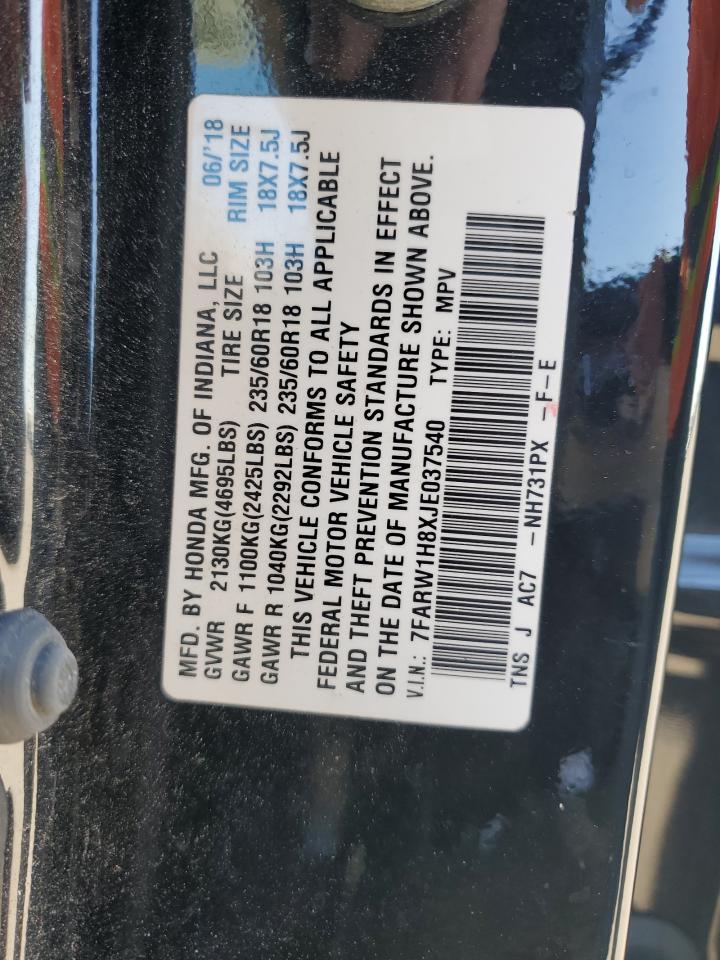 MFD. BY HONDA MFG. OF INDIANA, LLC 06/'18
GVWR 2130KG(4695LBS) TIRE SIZE RIM SIZE
GAWR F 1100KG(2425LBS) 235/60R18 103H 18X7.5J
GAWR R 1040KG(2292LBS) 235/60R18 103H 18X7.5J
THIS VEHICLE CONFORMS TO ALL APPLICABLE
FEDERAL MOTOR VEHICLE SAFETY
AND THEFT PREVENTION STANDARDS IN EFFECT
ON THE DATE OF MANUFACTURE SHOWN ABOVE.
V.I.N.: 7FARW1H8XJE037540 TYPE: MPV
TNS J AC7 -NH731PX -F-E